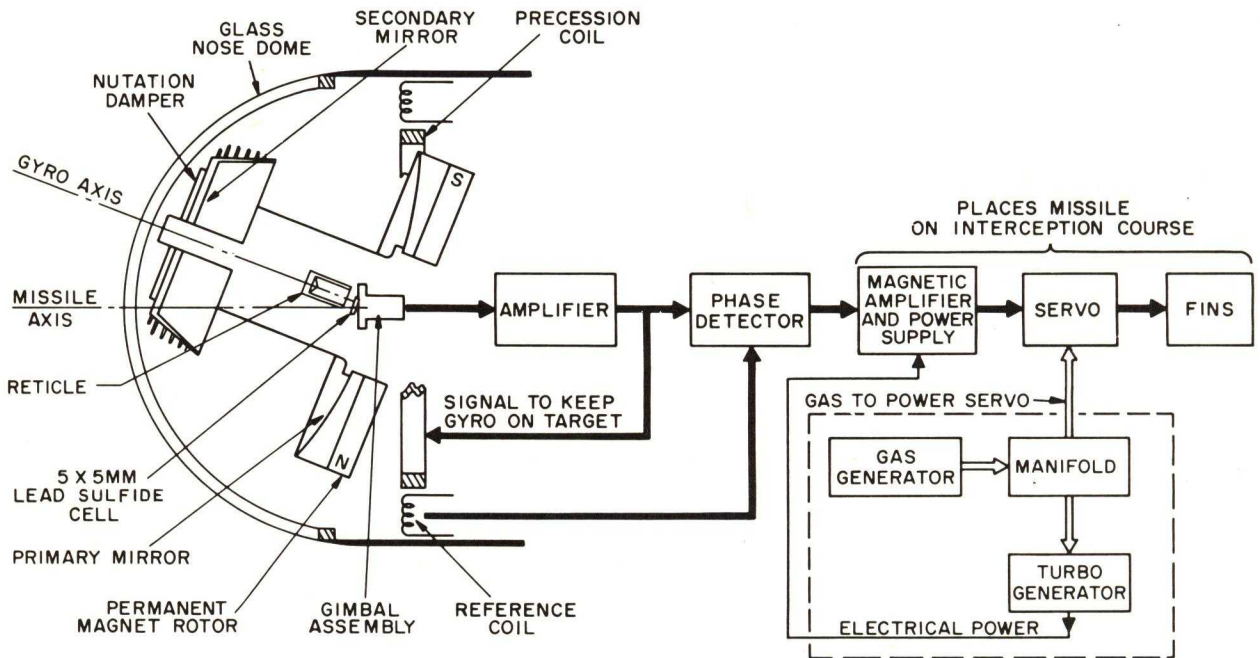 SECONDARY
MIRROR
PRECESSION
COIL
GLASS
NOSE DOME
NUTATION
DAMPER
GYRO AXIS
S
PLACES MISSILE
ON INTERCEPTION COURSE
MISSILE
AXIS
AMPLIFIER
PHASE
DETECTOR
MAGNETIC
AMPLIFIER
AND POWER
SUPPLY
SERVO
FINS
RETICLE
SIGNAL TO KEEP
GYRO ON TARGET
GAS TO POWER SERVO
N
GAS
GENERATOR
MANIFOLD
5 X 5MM
LEAD SULFIDE
CELL
PRIMARY MIRROR
PERMANENT
MAGNET ROTOR
GIMBAL
ASSEMBLY
REFERENCE
COIL
TURBO
GENERATOR
ELECTRICAL POWER